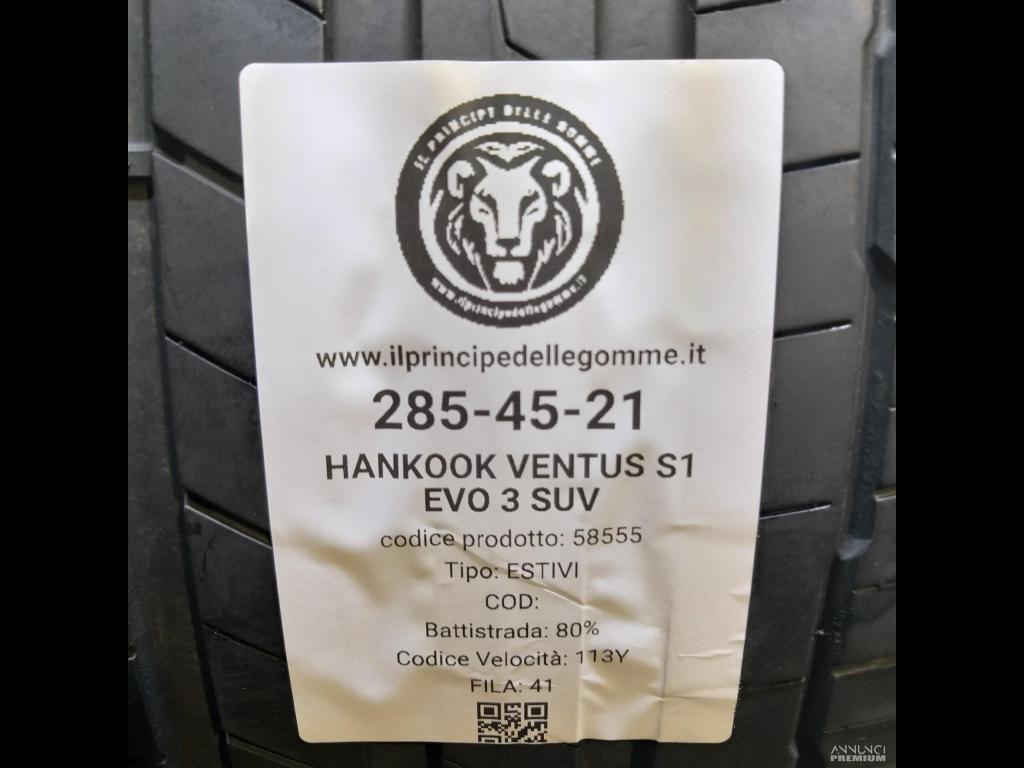 IL PRINCIPE DELLE GOMME
www.ilprincipedellegomme.it
www.ilprincipedellegomme.it
285-45-21
HANKOOK VENTUS S1
EVO 3 SUV
codice prodotto: 58555
Tipo: ESTIVI
COD:
Battistrada: 80%
Codice Velocità: 113Y
FILA: 41
ANNUNCI
PREMIUM